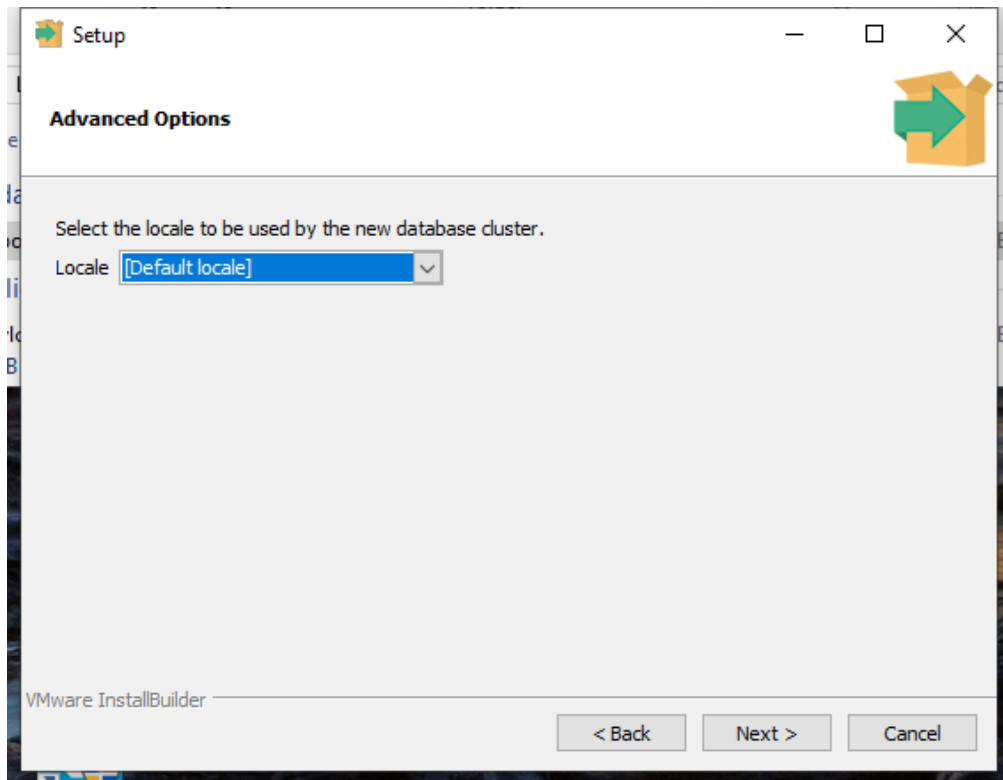 Setup
Advanced Options
Select the locale to be used by the new database cluster.
Locale [Default locale]
VMware InstallBuilder
< Back Next > Cancel